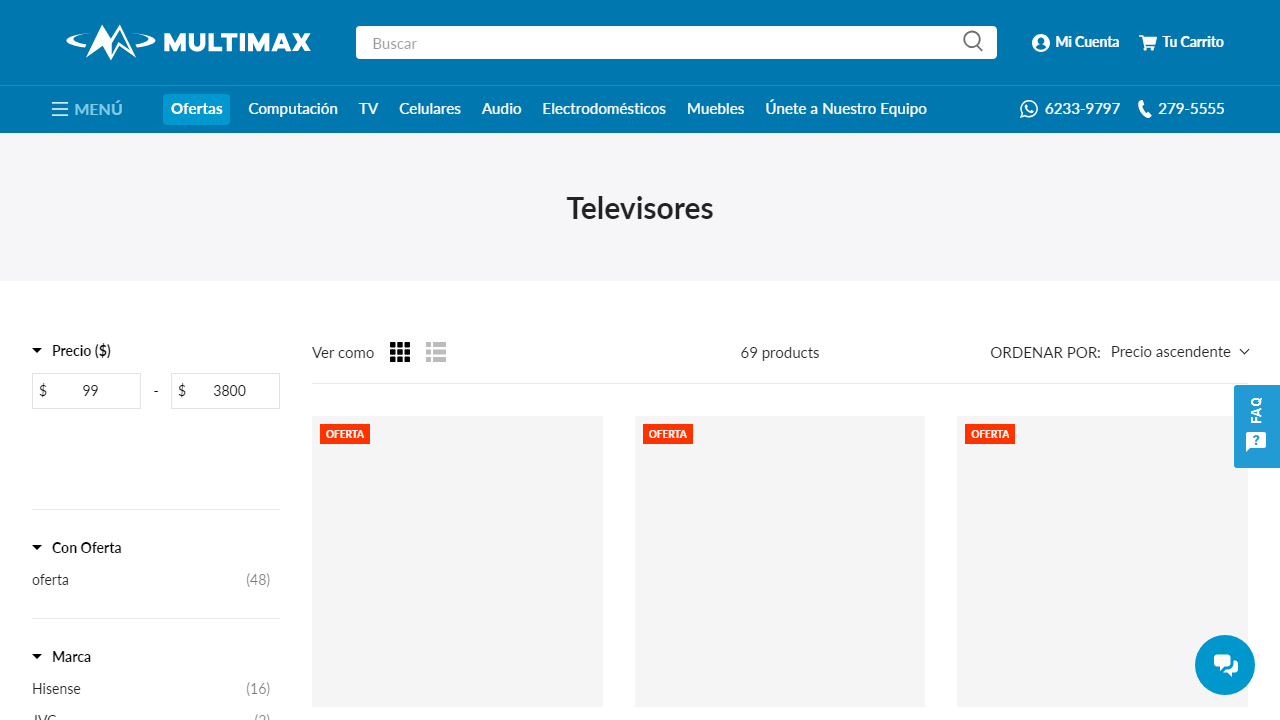 MULTIMAX
Buscar
Mi Cuenta
Tu Carrito
MENÚ
Ofertas
Computación
TV
Celulares
Audio
Electrodomésticos
Muebles
Únete a Nuestro Equipo
6233-9797
279-5555
Televisores
Precio ($)
$ 99 - $ 3800
Con Oferta
oferta (48)
Marca
Hisense (16)
Ver como
69 products
ORDENAR POR: Precio ascendente
OFERTA
OFERTA
OFERTA
FAQ